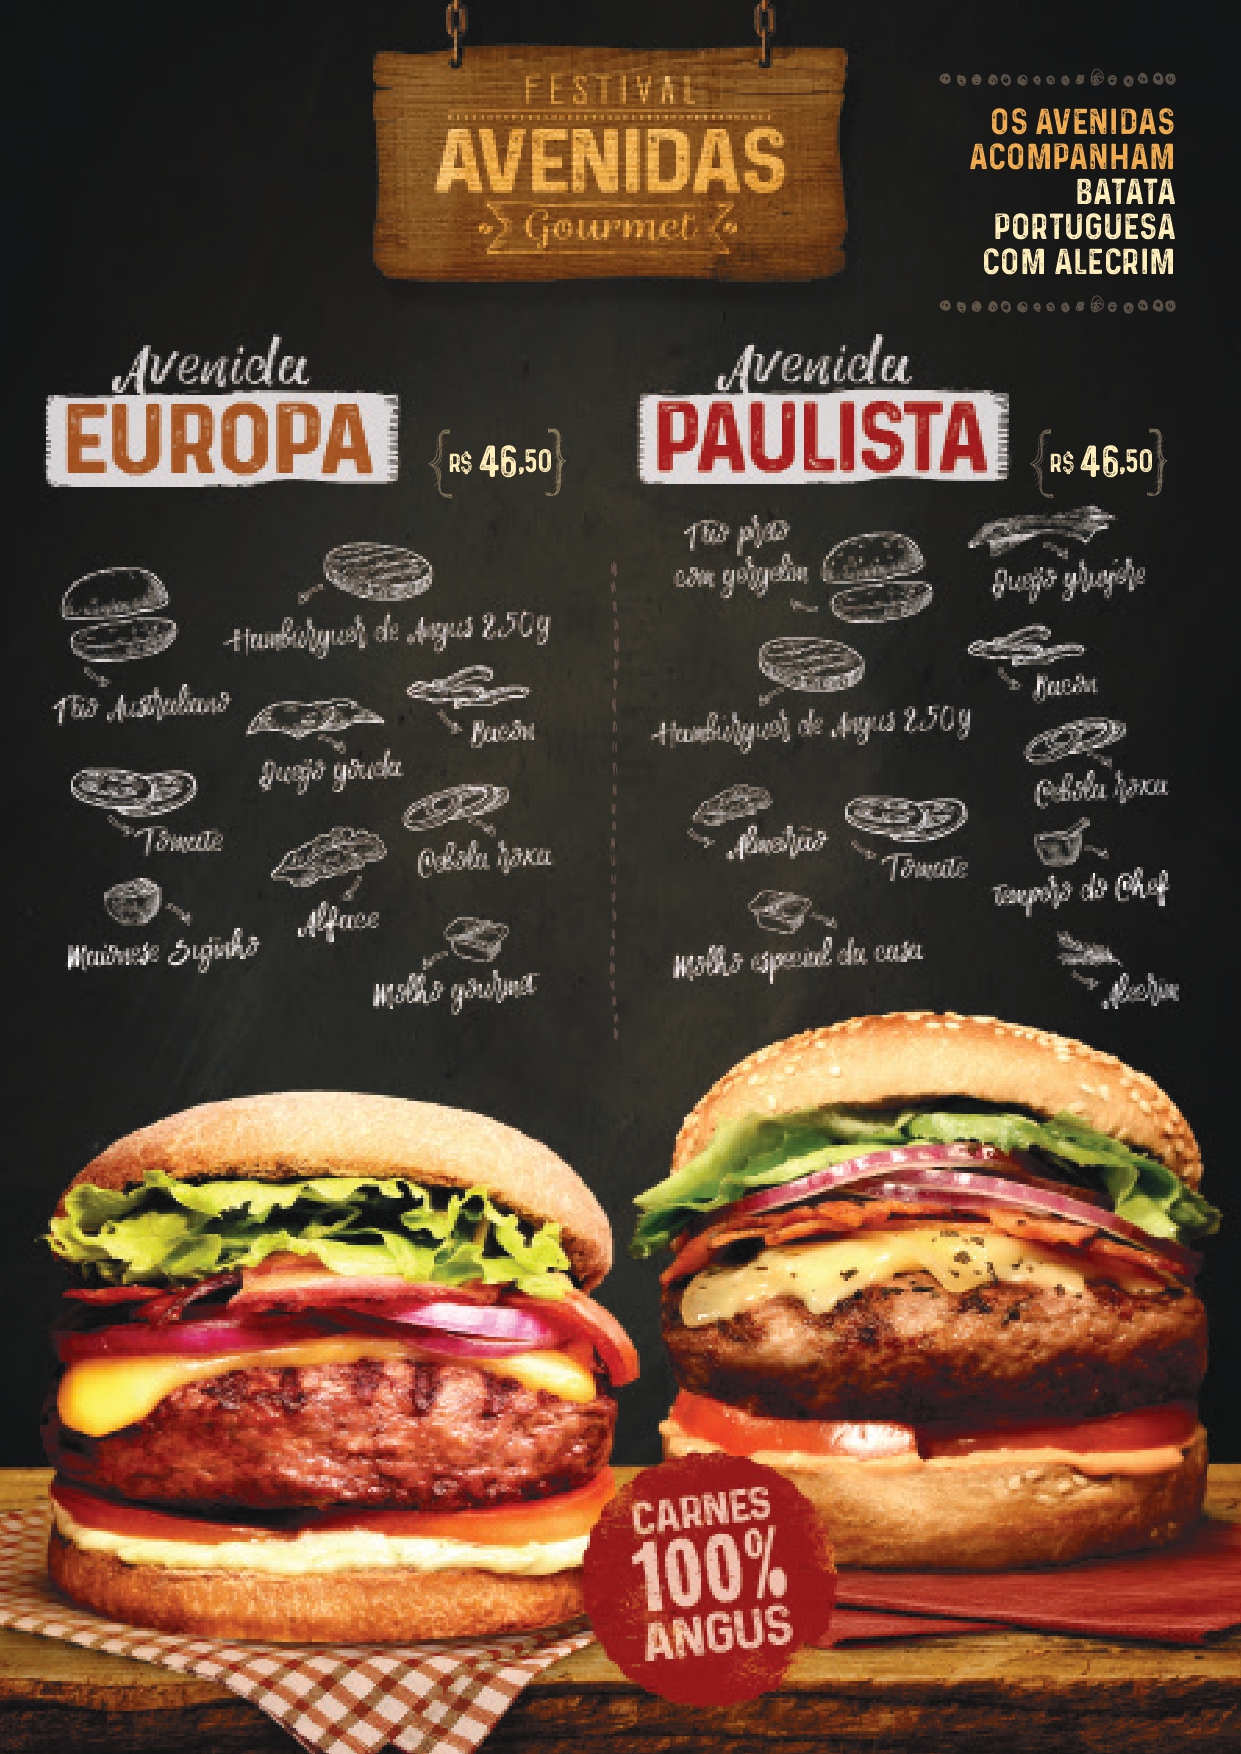 FESTIVAL
AVENIDAS
Gourmet
OS AVENIDAS
ACOMPANHAM
BATATA
PORTUGUESA
COM ALECRIM
Avenida
EUROPA
R$ 46,50
Hambúrguer de Angus 250g
Pão Australiano
Bacon
Queijo gouda
Tomate
Cebola roxa
Alface
Maionese Sujinho
Molho gourmet
Avenida
PAULISTA
R$ 46,50
Pão preto
com gergelim
Queijo gruyère
Bacon
Hambúrguer de Angus 250g
Cebola roxa
Almeirão
Tomate
Tempero do Chef
Molho especial da casa
Alecrim
CARNES
100%
ANGUS